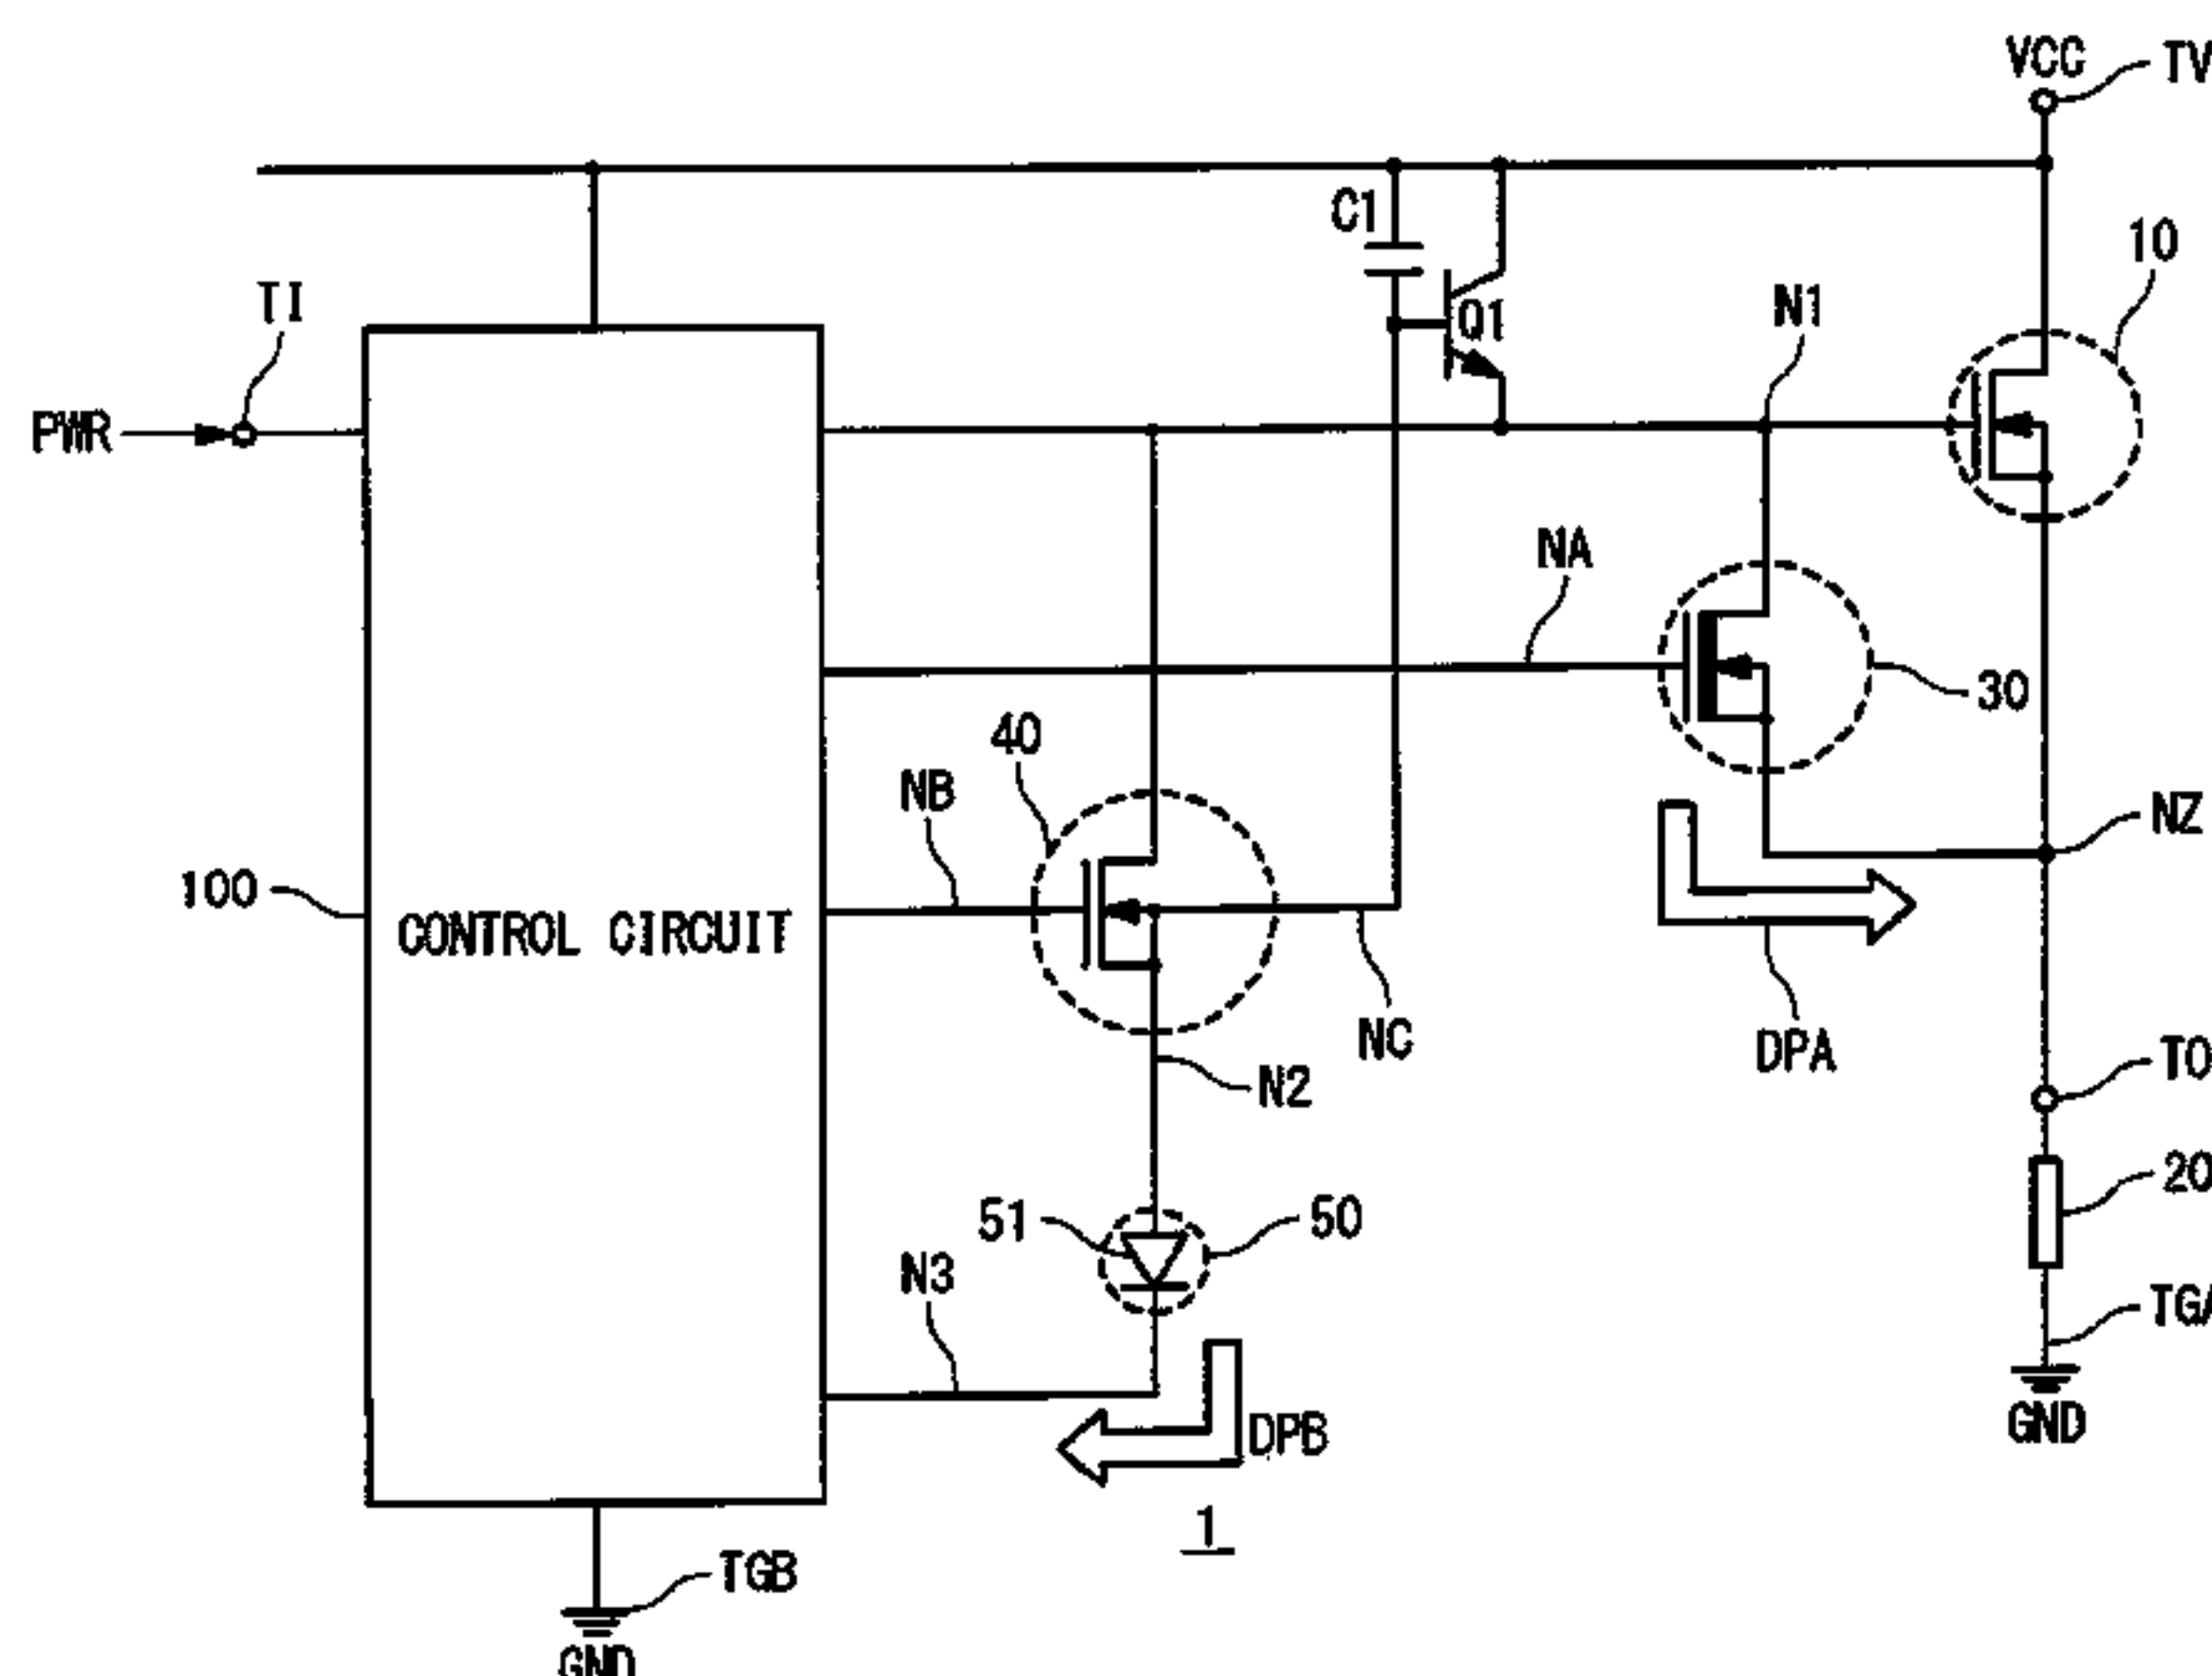 VCC
TV
C1
10
TI
Q1
N1
PWR
NA
30
40
NB
NZ
100
CONTROL CIRCUIT
NC
DPA
TO
N2
20
51
50
N3
TGA
DPB
GND
1
TGB
GND